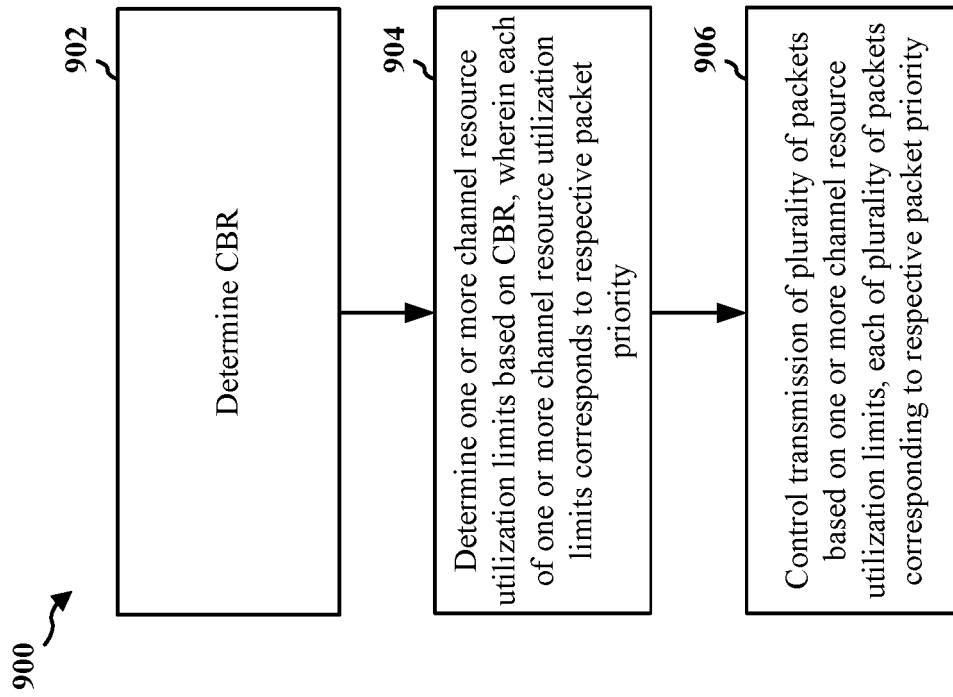 900
902
Determine CBR
904
Determine one or more channel resource
utilization limits based on CBR, wherein each
of one or more channel resource utilization
limits corresponds to respective packet
priority
906
Control transmission of plurality of packets
based on one or more channel resource
utilization limits, each of plurality of packets
corresponding to respective packet priority